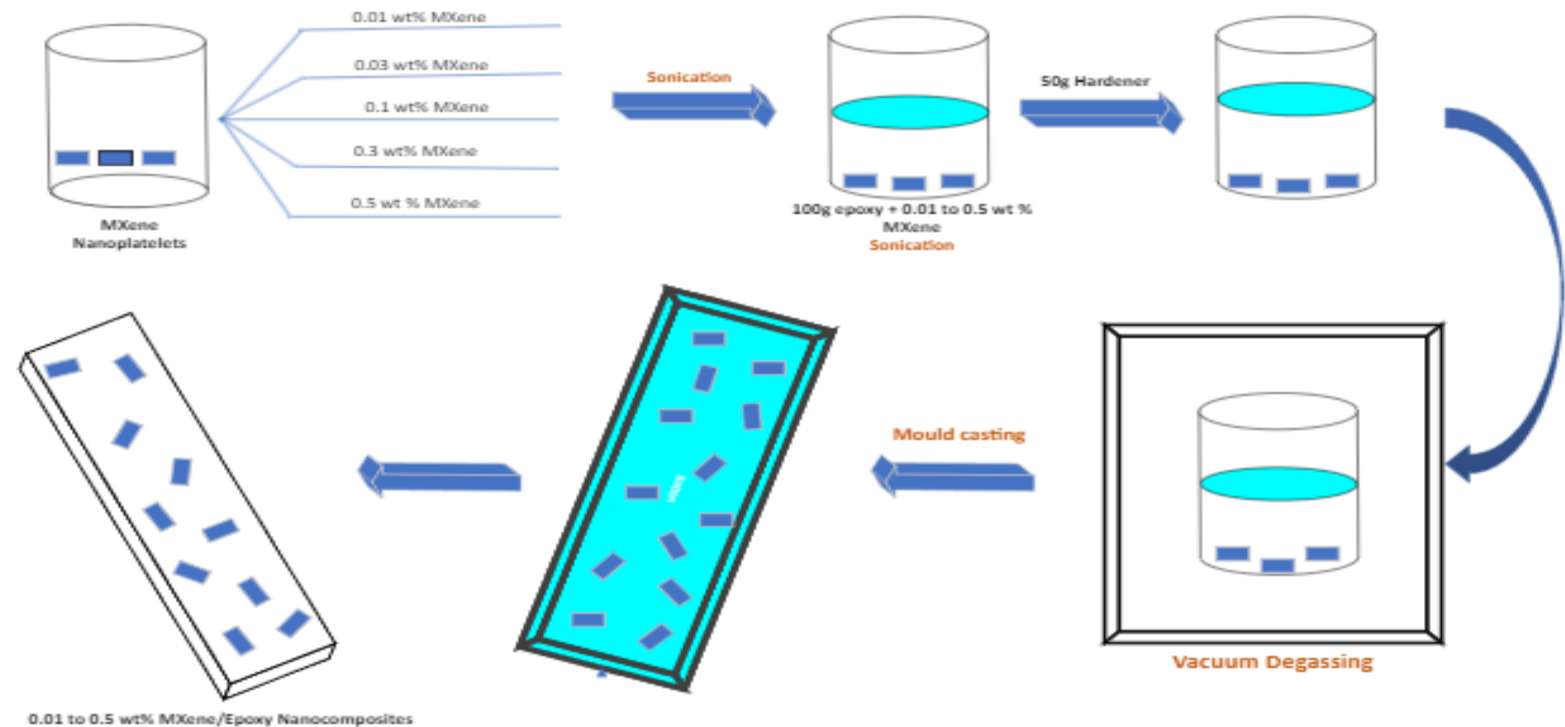 0.01 wt% MXene
0.03 wt% MXene
0.1 wt% MXene
0.3 wt% MXene
0.5 wt % MXene
MXene
Nanoplatelets
Sonication
100g epoxy + 0.01 to 0.5 wt %
MXene
Sonication
50g Hardener
Vacuum Degassing
Mould casting
0.01 to 0.5 wt% MXene/Epoxy Nanocomposites